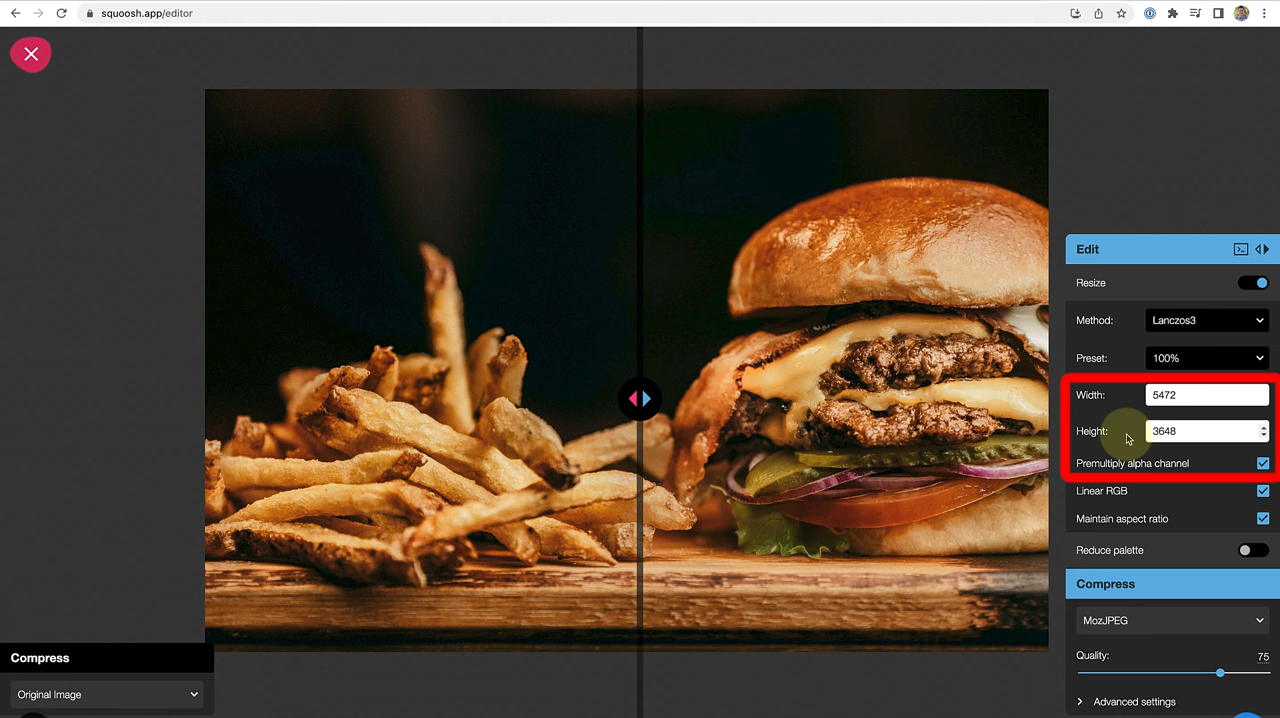 squoosh.app/editor
Edit
Resize
Method: Lanczos3
Preset: 100%
Width: 5472
Height: 3648
Premultiply alpha channel
Linear RGB
Maintain aspect ratio
Reduce palette
Compress
MozJPEG
Quality: 75
Advanced settings
Compress
Original Image